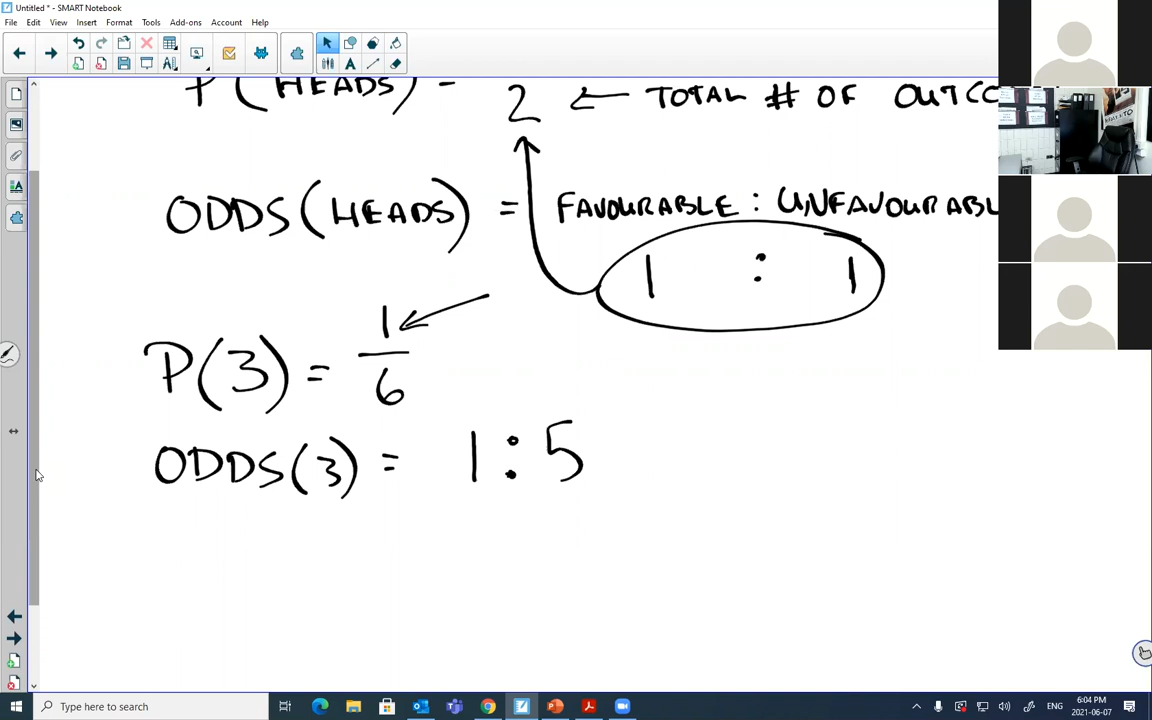 Untitled * - SMART Notebook
File Edit View Insert Format Tools Add-ons Account Help
P(HEADS) = 2 ← TOTAL # OF
ODDS(HEADS) = FAVOURABLE : UNFAVOURABL
1 : 1
P(3) = 1
6
ODDS(3) = 1 : 5
Type here to search
ENG
6:04 PM
2021-06-07